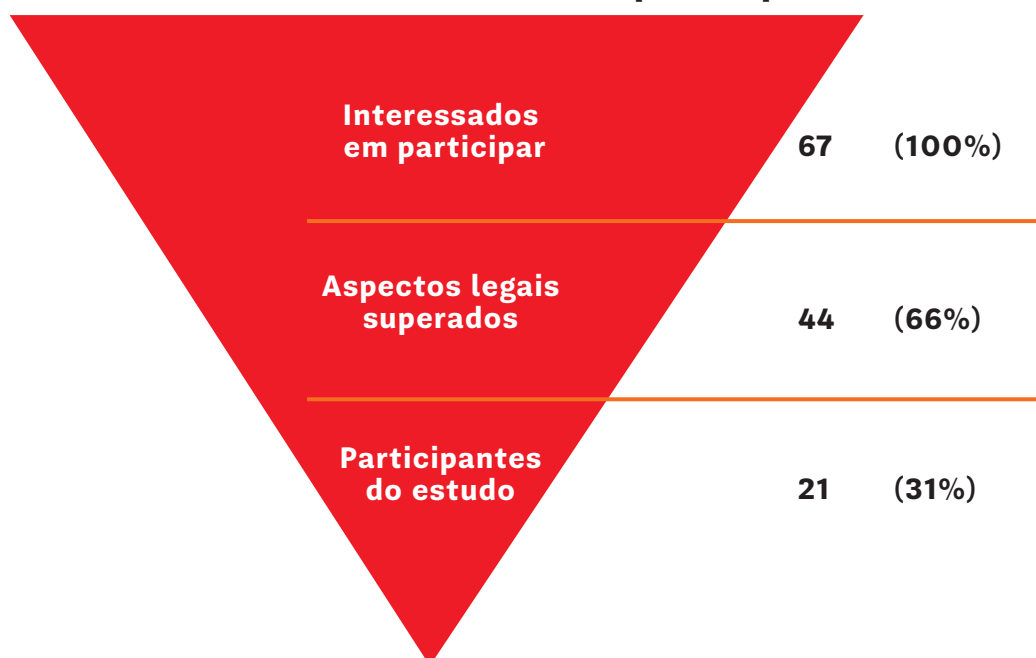 Interessados
em participar
67 (100%)
Aspectos legais
superados
44 (66%)
Participantes
do estudo
21 (31%)